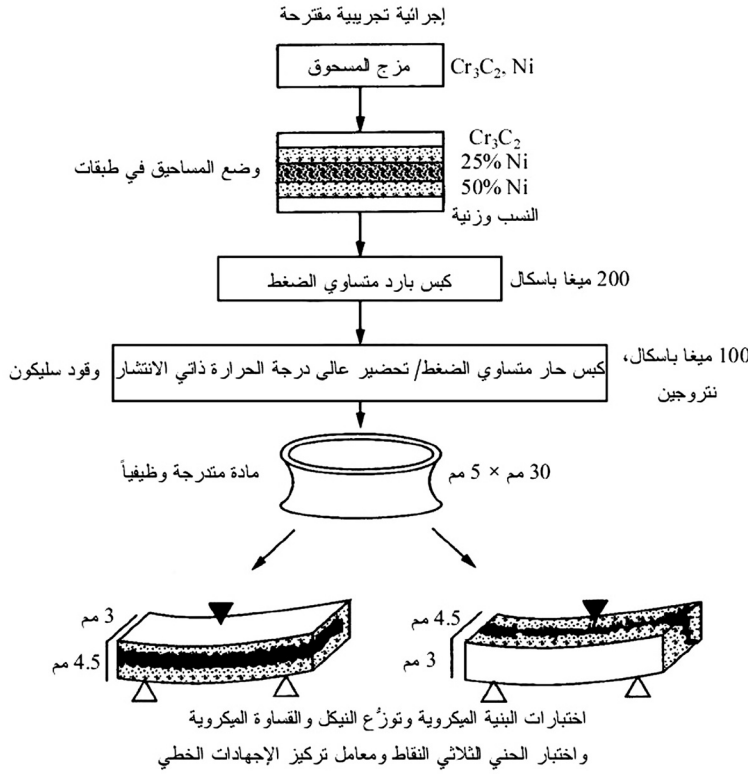 إجرائية تجريبية مقترحة
مزج المسحوق
Cr₃C₂, Ni
وضع المساحيق في طبقات
Cr₃C₂
25% Ni
50% Ni
النسب وزنية
كبس بارد متساوي الضغط
200 ميغا باسكال
100 ميغا باسكال،
نتروجين
كبس حار متساوي الضغط/ تحضير عالي درجة الحرارة ذاتي الانتشار
وقود سليكون
مادة متدرجة وظيفياً
30 مم × 5 مم
3 مم
4.5 مم
4.5 مم
3 مم
اختبارات البنية الميكروية وتوزُّع النيكل والقساوة الميكروية
واختبار الحني الثلاثي النقاط ومعامل تركيز الإجهادات الخطي